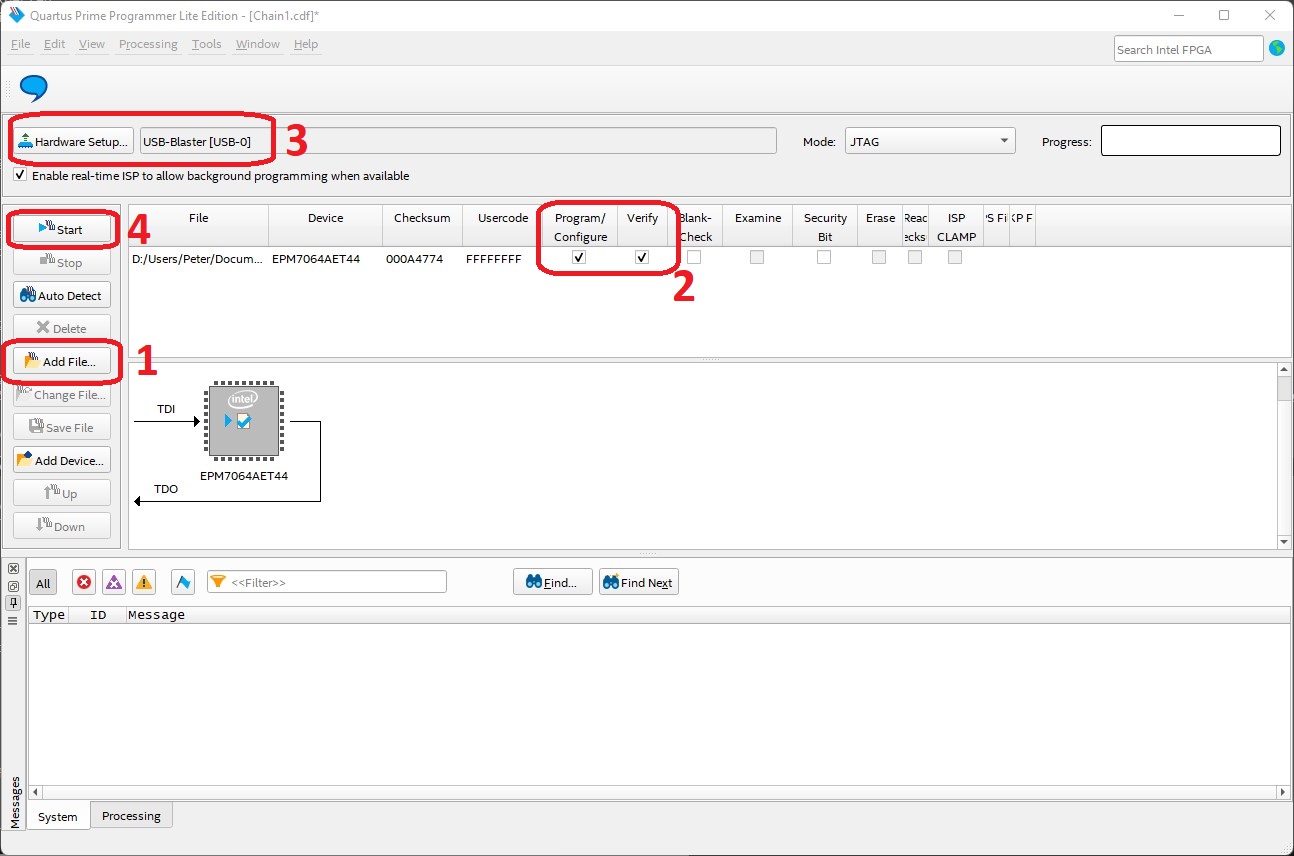 Quartus Prime Programmer Lite Edition - [Chain1.cdf]*
File Edit View Processing Tools Window Help
Search Intel FPGA
Hardware Setup... USB-Blaster [USB-0] 3 Mode: JTAG Progress:
Enable real-time ISP to allow background programming when available
File Device Checksum Usercode Program/ Verify Blank- Examine Security Erase ISP
Configure Check Bit CLAMP
D:/Users/Peter/Docum... EPM7064AET44 000A4774 FFFFFFFF
2
Start 4
Stop
Auto Detect
Delete
Add File... 1
Change File...
Save File
Add Device...
Up
Down
intel
TDI
EPM7064AET44
TDO
All <<Filter>> Find... Find Next
Type ID Message
Messages
System Processing